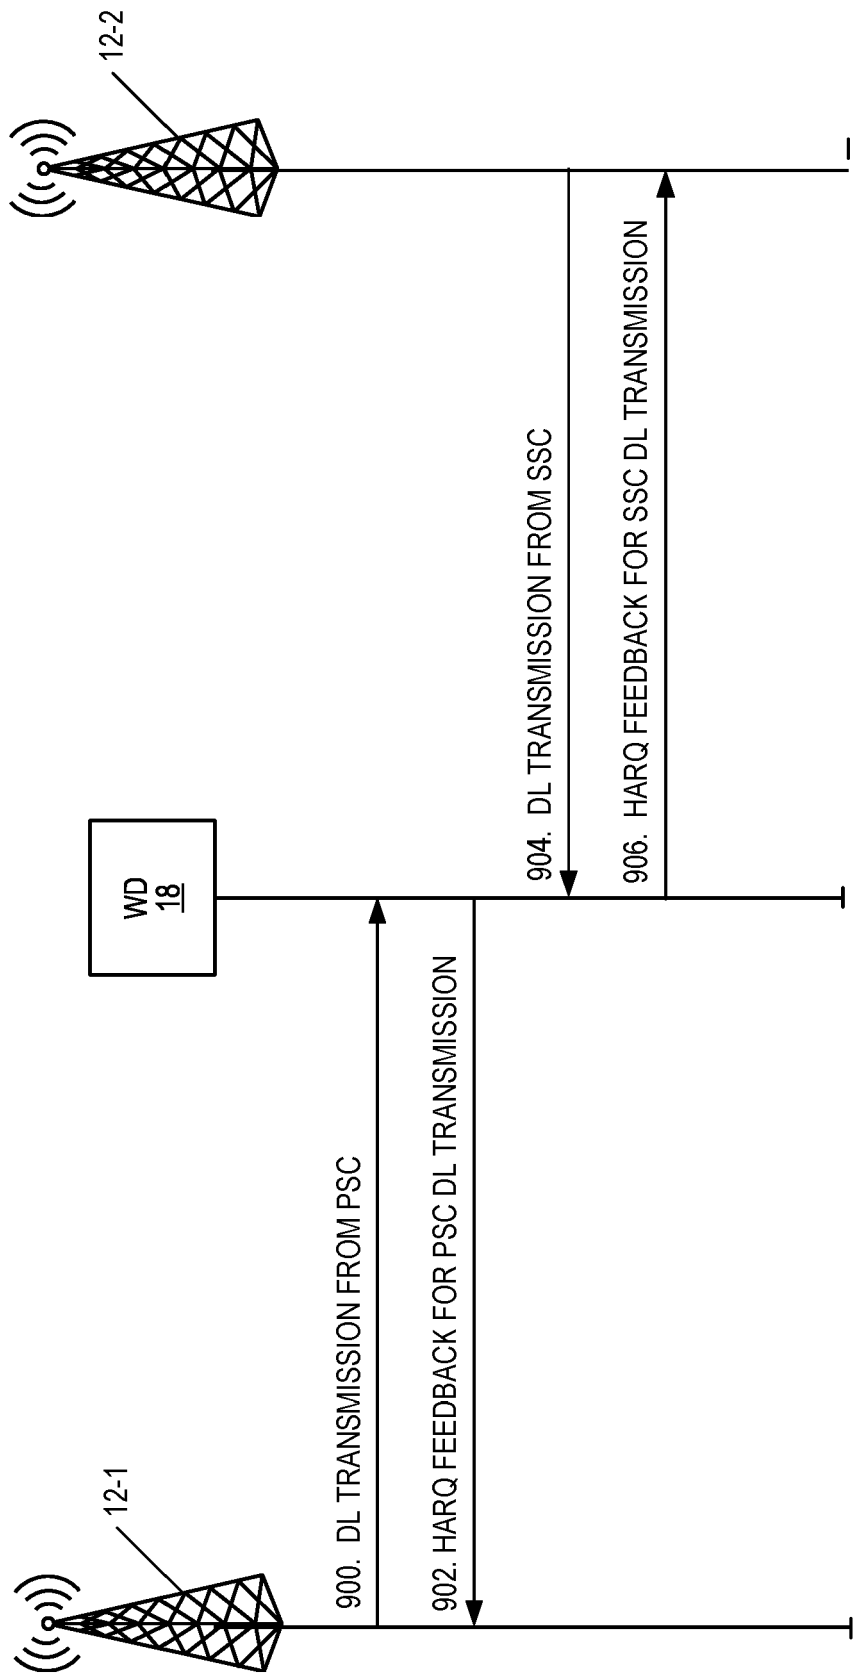 12-1
WD
18
12-2
900. DL TRANSMISSION FROM PSC
902. HARQ FEEDBACK FOR PSC DL TRANSMISSION
904. DL TRANSMISSION FROM SSC
906. HARQ FEEDBACK FOR SSC DL TRANSMISSION